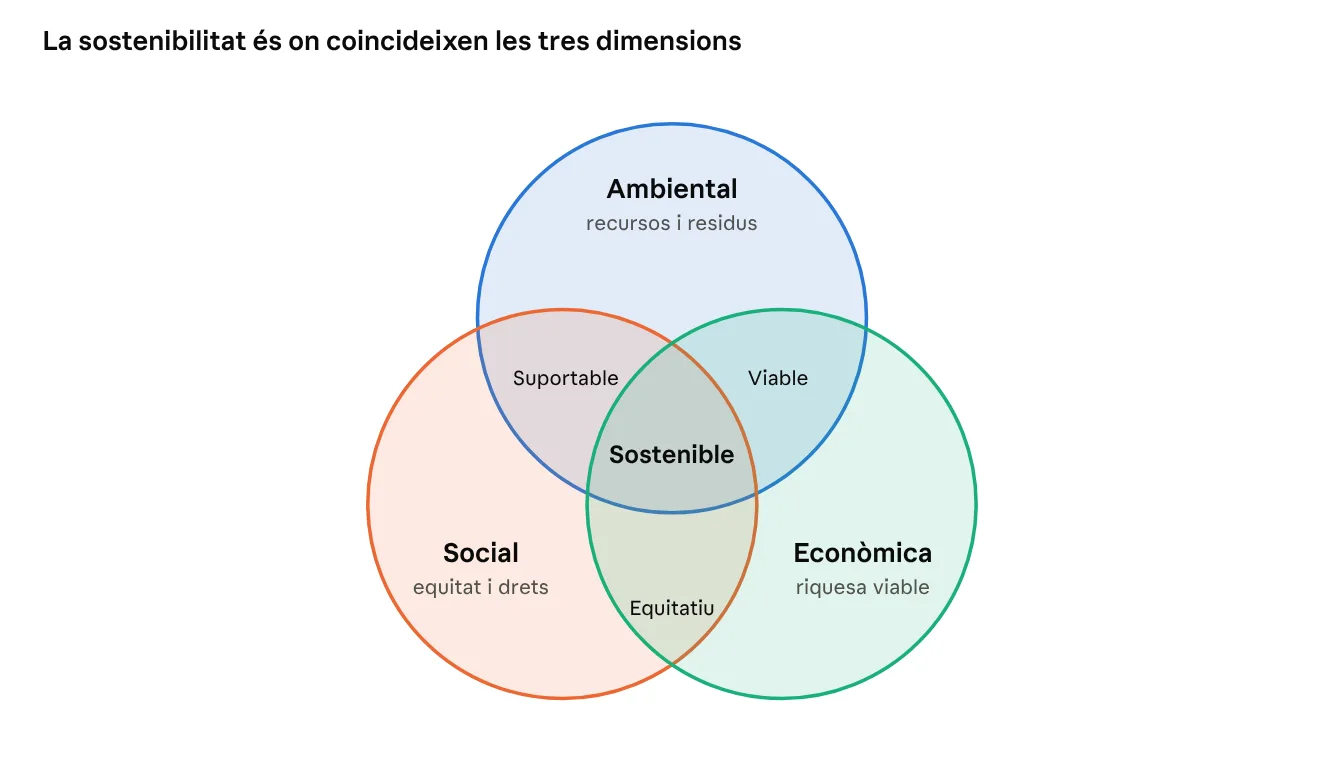 La sostenibilitat és on coincideixen les tres dimensions
Ambiental
recursos i residus
Suportable
Viable
Sostenible
Social
equitat i drets
Econòmica
riquesa viable
Equitatiu